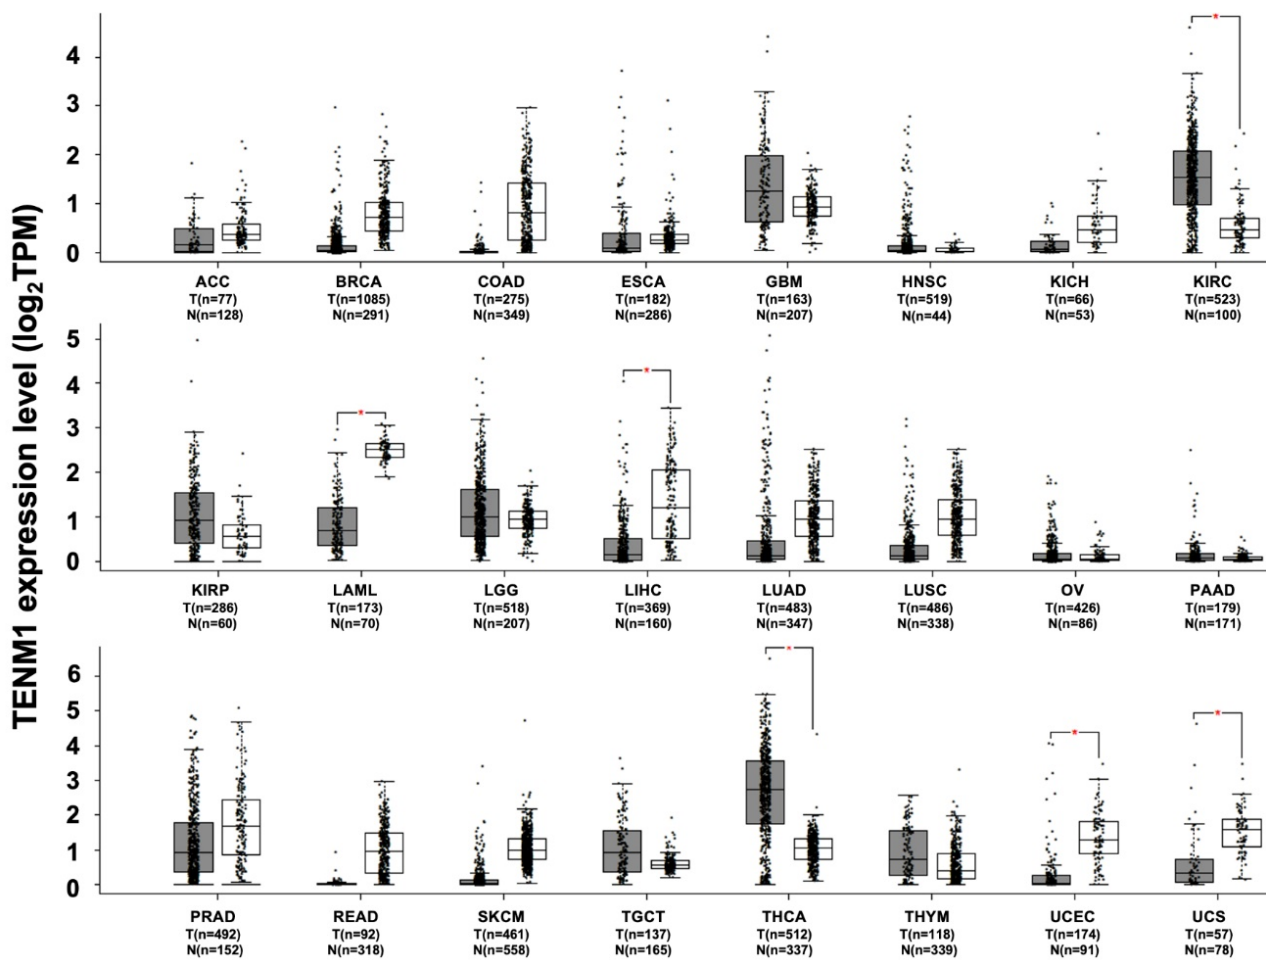 TENM1 expression level (log₂TPM)
4
3
2
1
0
*
ACC BRCA COAD ESCA GBM HNSC KICH KIRC
T(n=77) T(n=1085) T(n=275) T(n=182) T(n=163) T(n=519) T(n=66) T(n=523)
N(n=128) N(n=291) N(n=349) N(n=286) N(n=207) N(n=44) N(n=53) N(n=100)
5
4
3
2
1
0
* *
KIRP LAML LGG LIHC LUAD LUSC OV PAAD
T(n=286) T(n=173) T(n=518) T(n=369) T(n=483) T(n=486) T(n=426) T(n=179)
N(n=60) N(n=70) N(n=207) N(n=160) N(n=347) N(n=338) N(n=86) N(n=171)
6
5
4
3
2
1
0
* * *
PRAD READ SKCM TGCT THCA THYM UCEC UCS
T(n=492) T(n=92) T(n=461) T(n=137) T(n=512) T(n=118) T(n=174) T(n=57)
N(n=152) N(n=318) N(n=558) N(n=165) N(n=337) N(n=339) N(n=91) N(n=78)